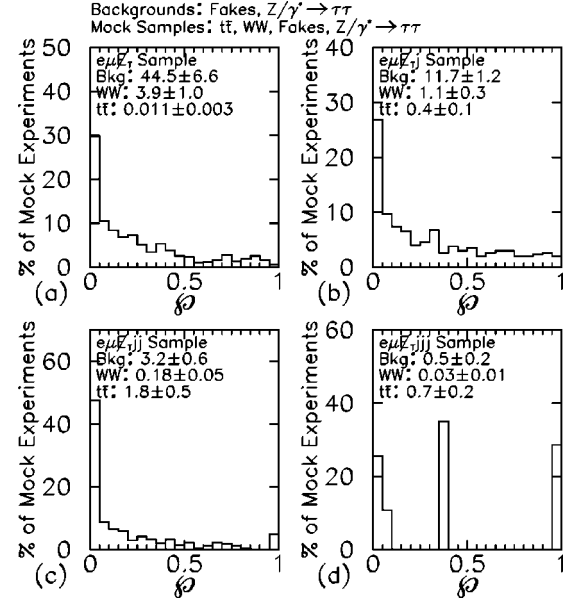 Backgrounds: Fakes, Z/γ*→ττ
Mock Samples: tt̄, WW, Fakes, Z/γ*→ττ
% of Mock Experiments
50
40
30
20
10
0
eμE̸_T Sample
Bkg: 44.5±6.6
WW: 3.9±1.0
tt̄: 0.011±0.003
0 0.5 1
(a) ℘
% of Mock Experiments
40
30
20
10
0
eμE̸_Tj Sample
Bkg: 11.7±1.2
WW: 1.1±0.3
tt̄: 0.4±0.1
0 0.5 1
(b) ℘
% of Mock Experiments
60
40
20
0
eμE̸_Tjj Sample
Bkg: 3.2±0.6
WW: 0.18±0.05
tt̄: 1.8±0.5
0 0.5 1
(c) ℘
% of Mock Experiments
60
40
20
0
eμE̸_Tjjj Sample
Bkg: 0.5±0.2
WW: 0.03±0.01
tt̄: 0.7±0.2
0 0.5 1
(d) ℘